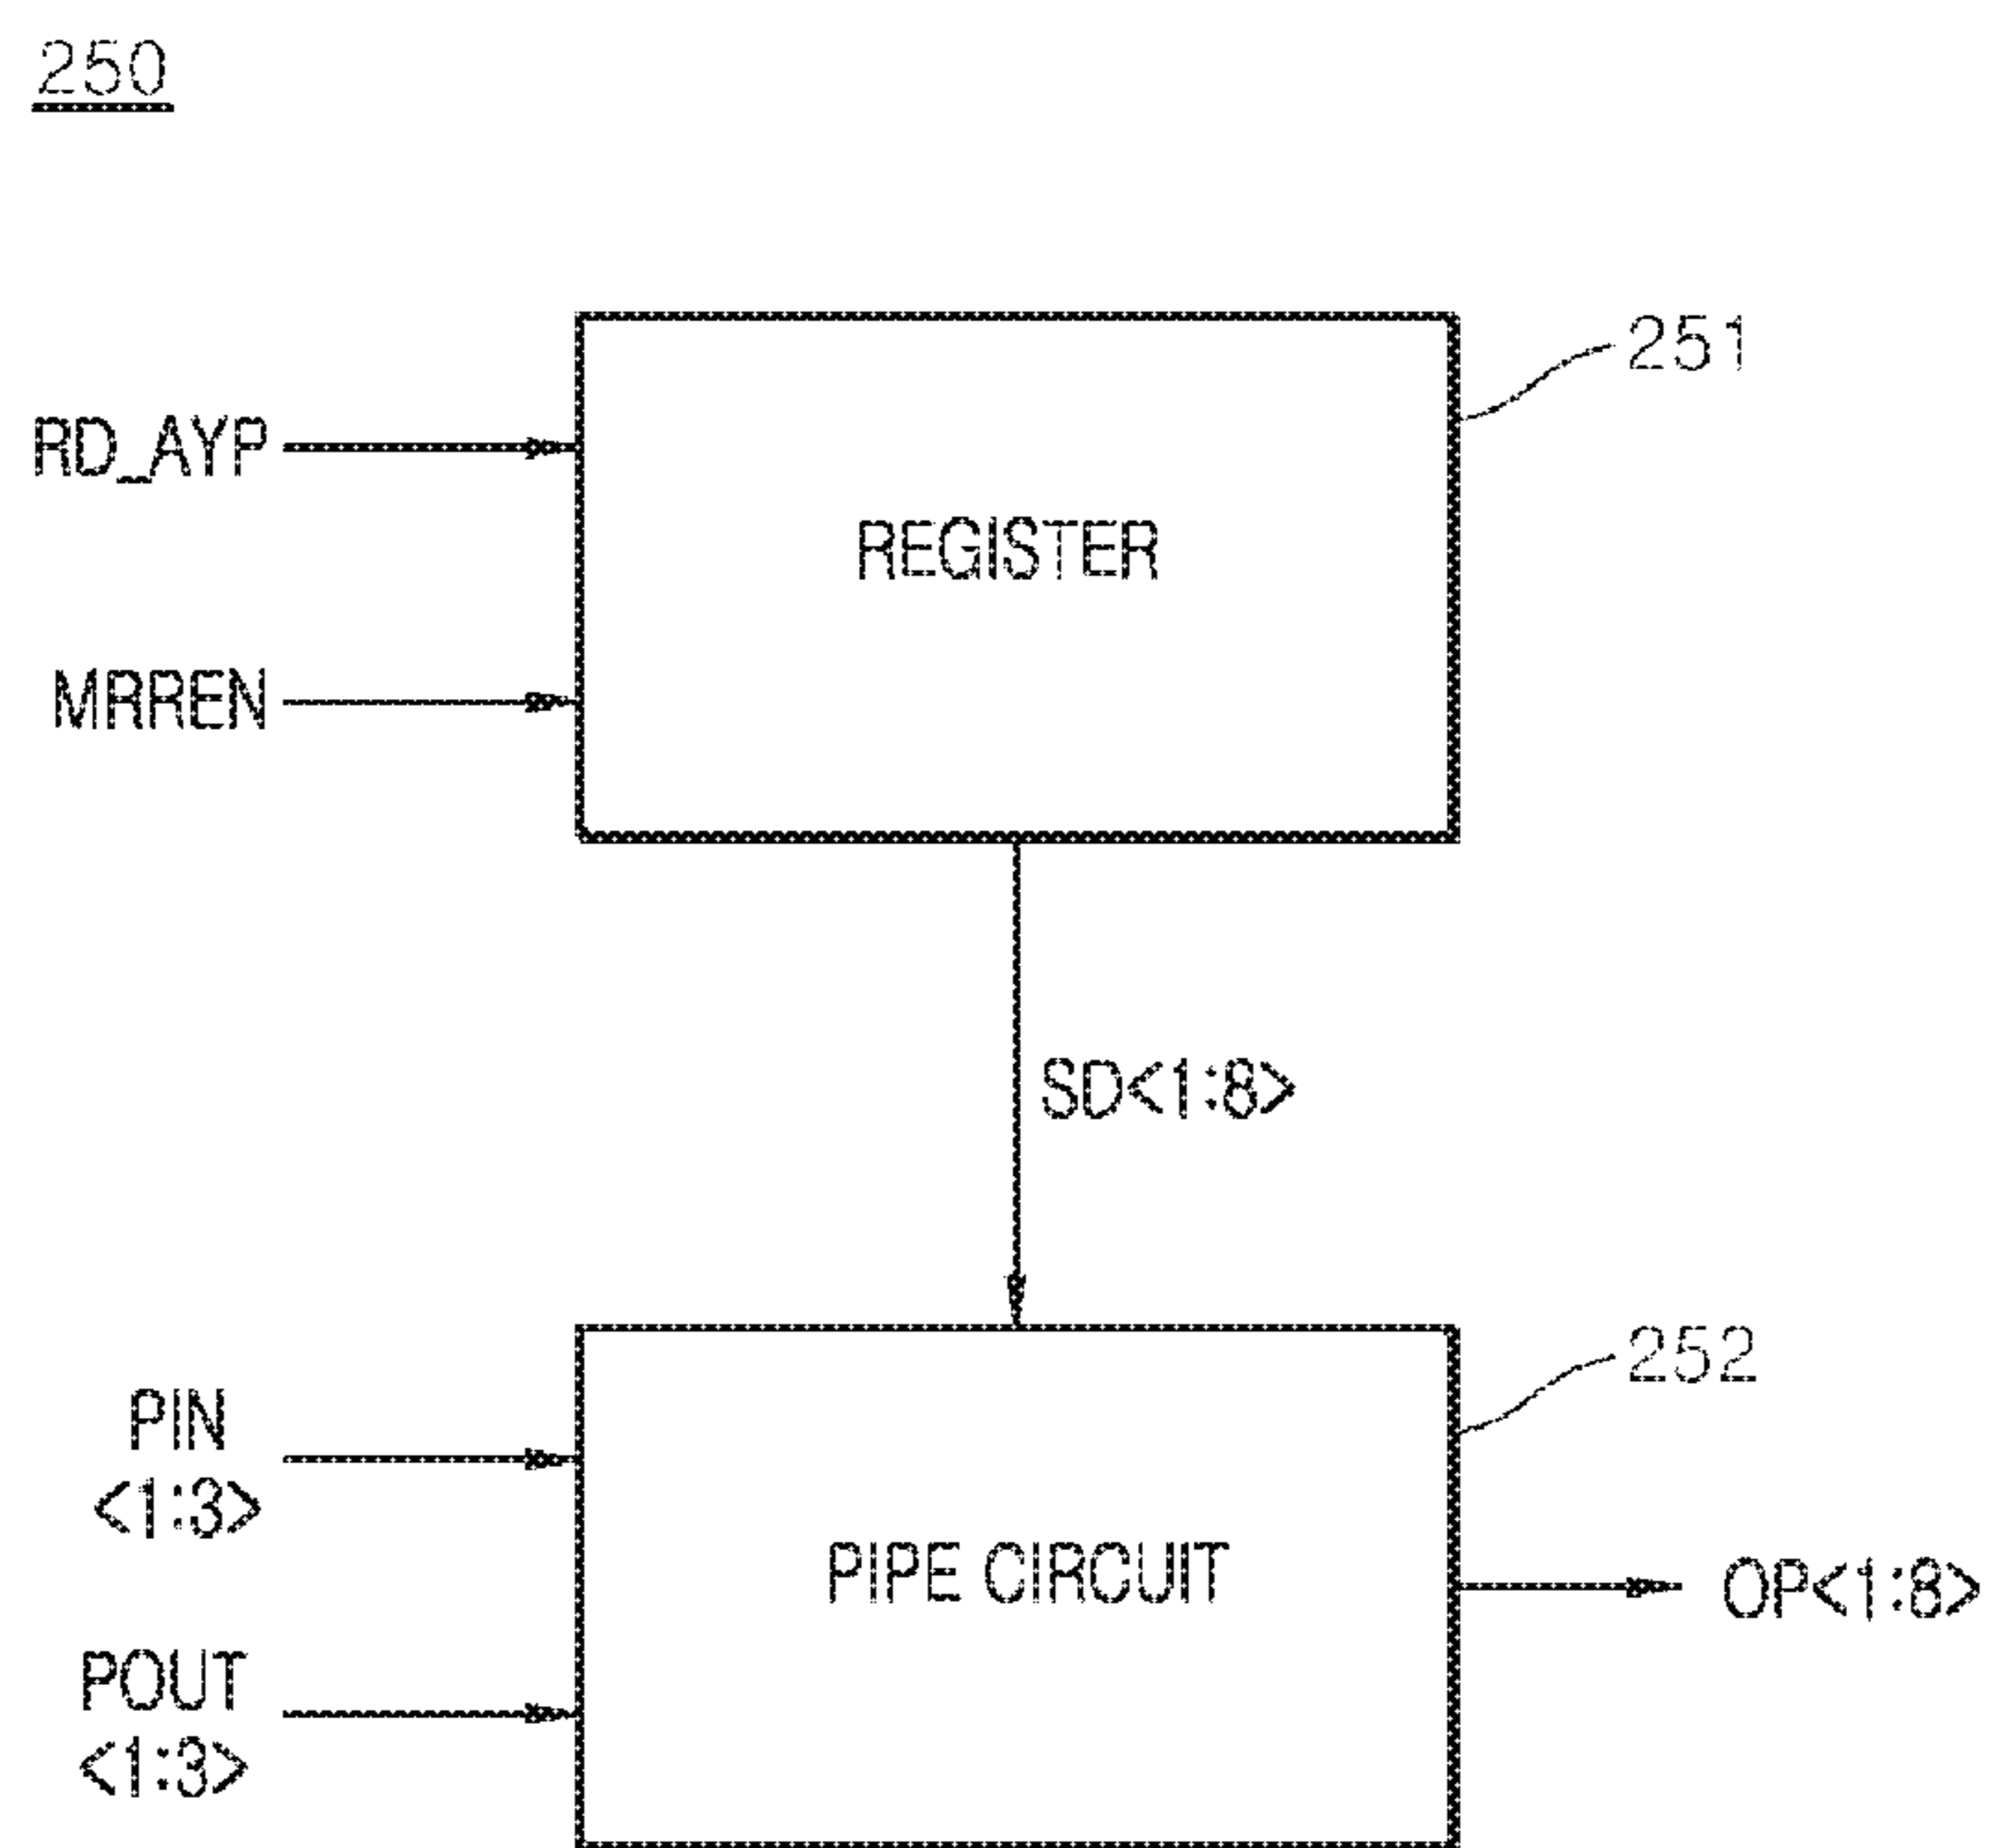 250
251
RD_AYP
REGISTER
MRREN
SD<1:8>
252
PIN
<1:3>
PIPE CIRCUIT
OP<1:8>
POUT
<1:3>